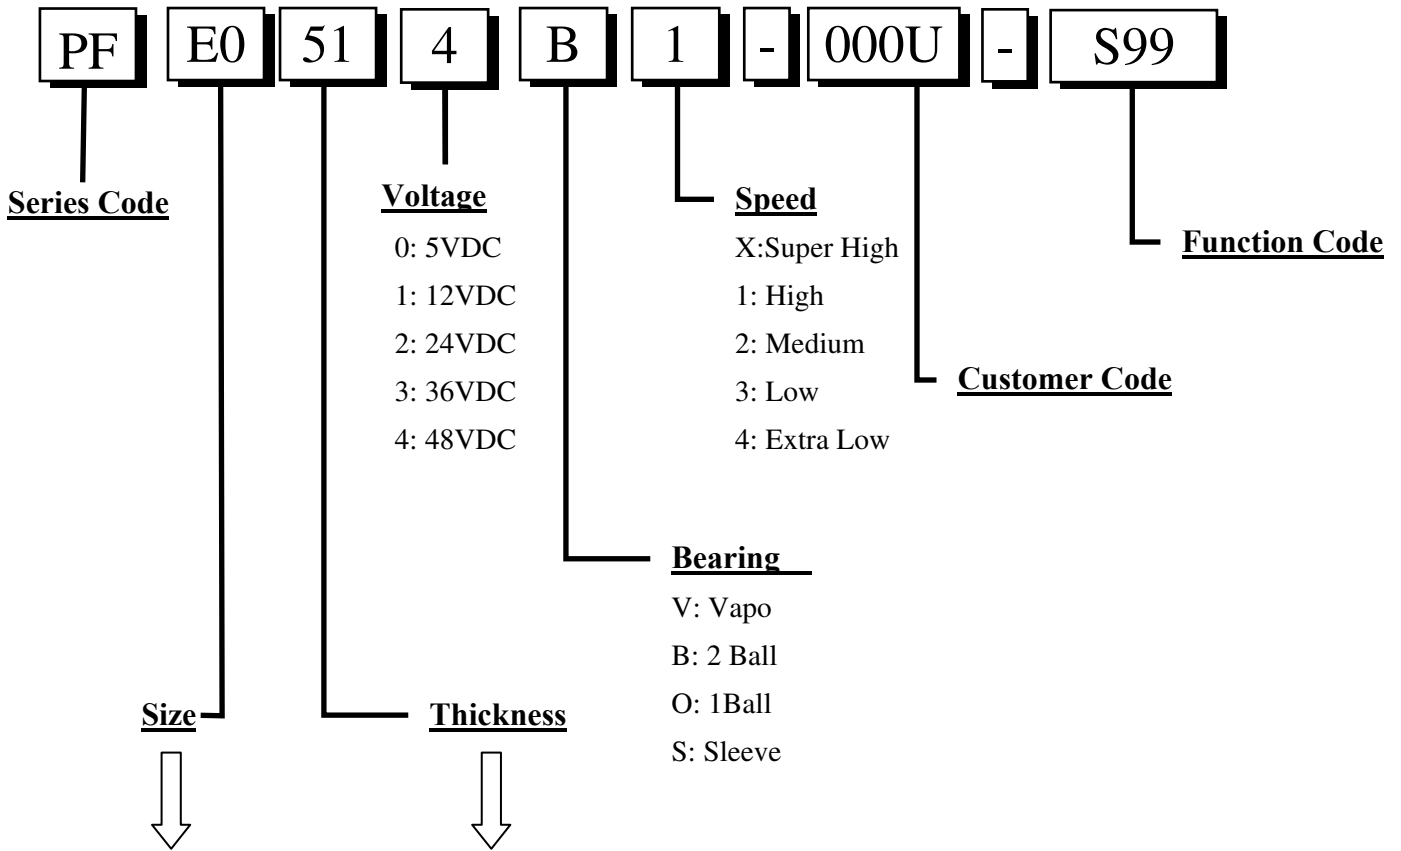 PF E0 51 4 B 1 - 000U - S99
Series Code
Voltage
0: 5VDC
1: 12VDC
2: 24VDC
3: 36VDC
4: 48VDC
Speed
X:Super High
1: High
2: Medium
3: Low
4: Extra Low
Function Code
Customer Code
Bearing
V: Vapo
B: 2 Ball
O: 1Ball
S: Sleeve
Size
Thickness